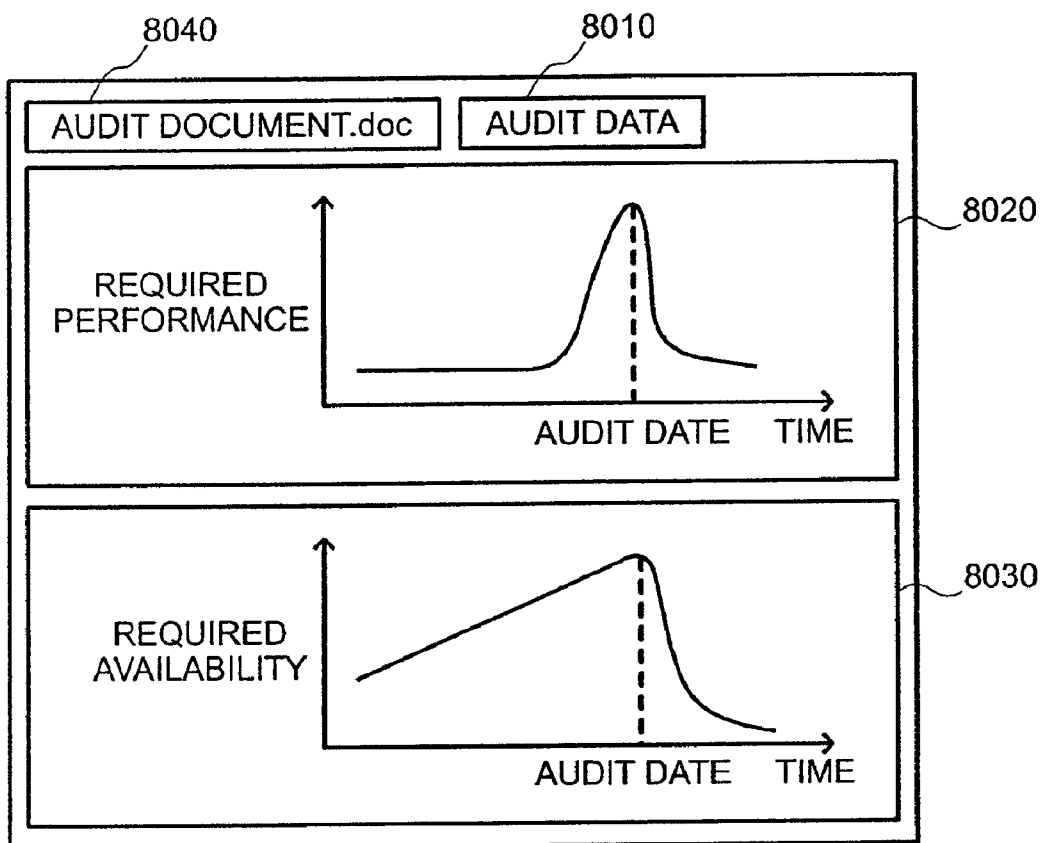 8040
8010
AUDIT DOCUMENT.doc
AUDIT DATA
8020
REQUIRED
PERFORMANCE
AUDIT DATE
TIME
8030
REQUIRED
AVAILABILITY
AUDIT DATE
TIME